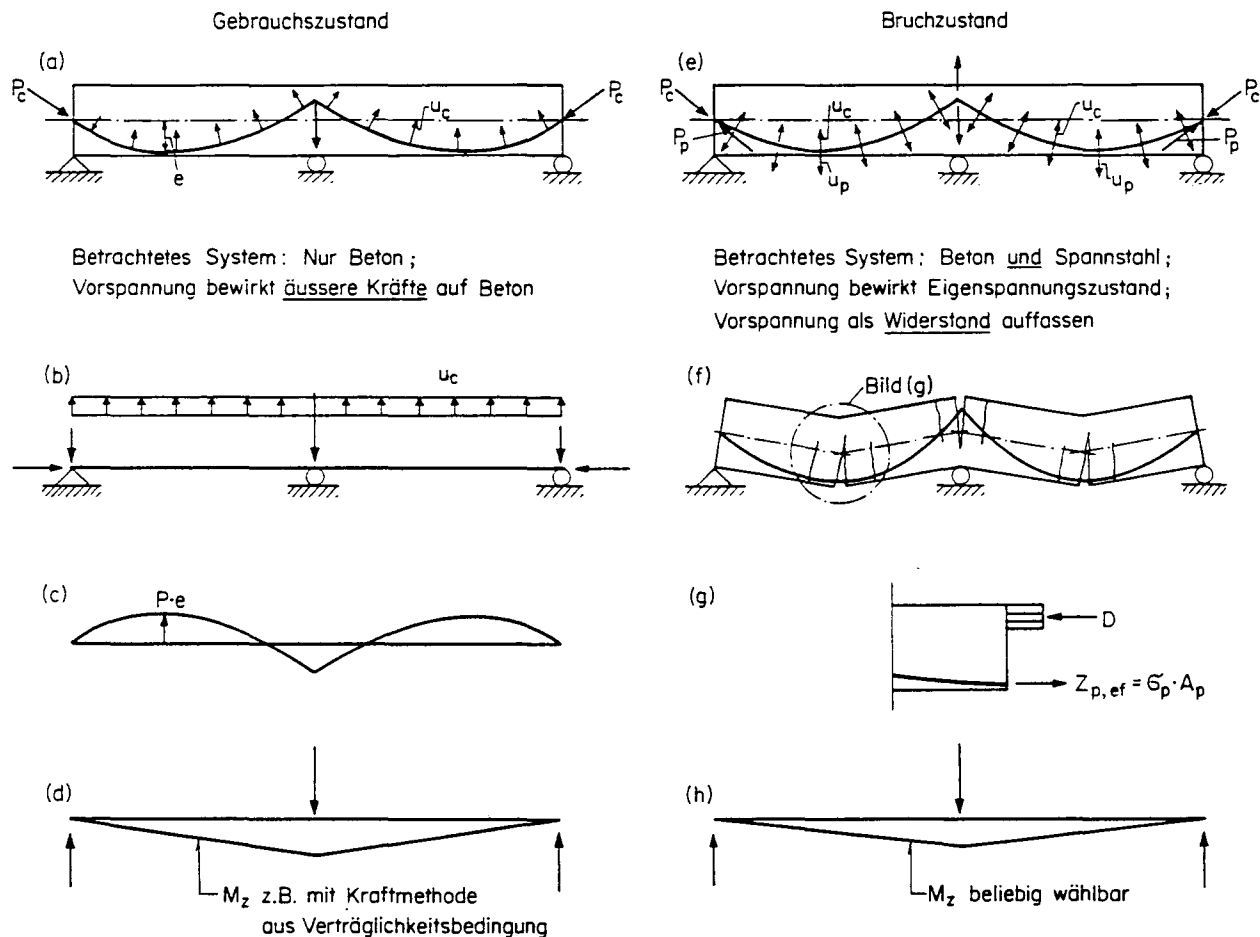 Gebrauchszustand
(a)
P_c
P_c
u_c
e
Betrachtetes System: Nur Beton;
Vorspannung bewirkt äussere Kräfte auf Beton
(b)
u_c
(c)
P·e
(d)
M_z z.B. mit Kraftmethode
aus Verträglichkeitsbedingung
Bruchzustand
(e)
P_c
P_c
u_c
u_c
P_p
P_p
u_p
u_p
Betrachtetes System: Beton und Spannstahl;
Vorspannung bewirkt Eigenspannungszustand;
Vorspannung als Widerstand auffassen
(f)
Bild(g)
(g)
D
Z_p,ef = σ_p · A_p
(h)
M_z beliebig wählbar